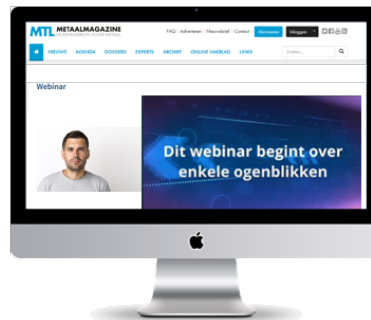 MTL METAALMAGAZINE
FAQ Adverteren Nieuwsbrief Contact Abonneren Inloggen
NIEUWS AGENDA DOSSIERS EXPERTS ARCHIEF ONLINE VAKBLAD LINKS Zoeken...
Webinar
Dit webinar begint over
enkele ogenblikken